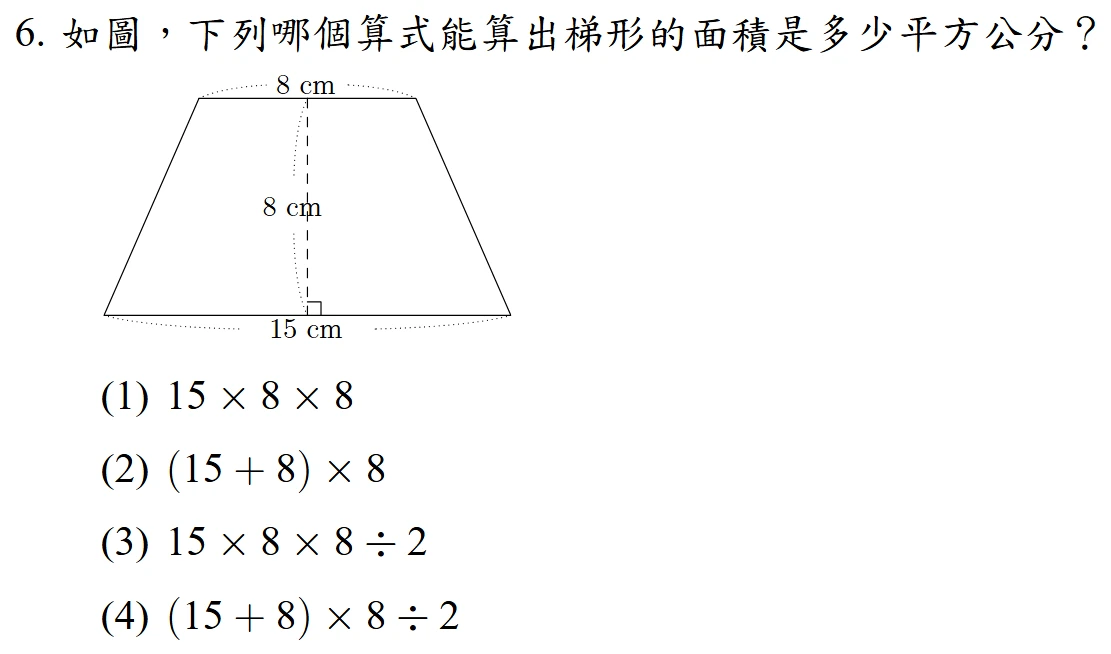 6. 如圖，下列哪個算式能算出梯形的面積是多少平方公分？
8 cm
8 cm
15 cm
(1) 15 × 8 × 8
(2) (15 + 8) × 8
(3) 15 × 8 × 8 ÷ 2
(4) (15 + 8) × 8 ÷ 2